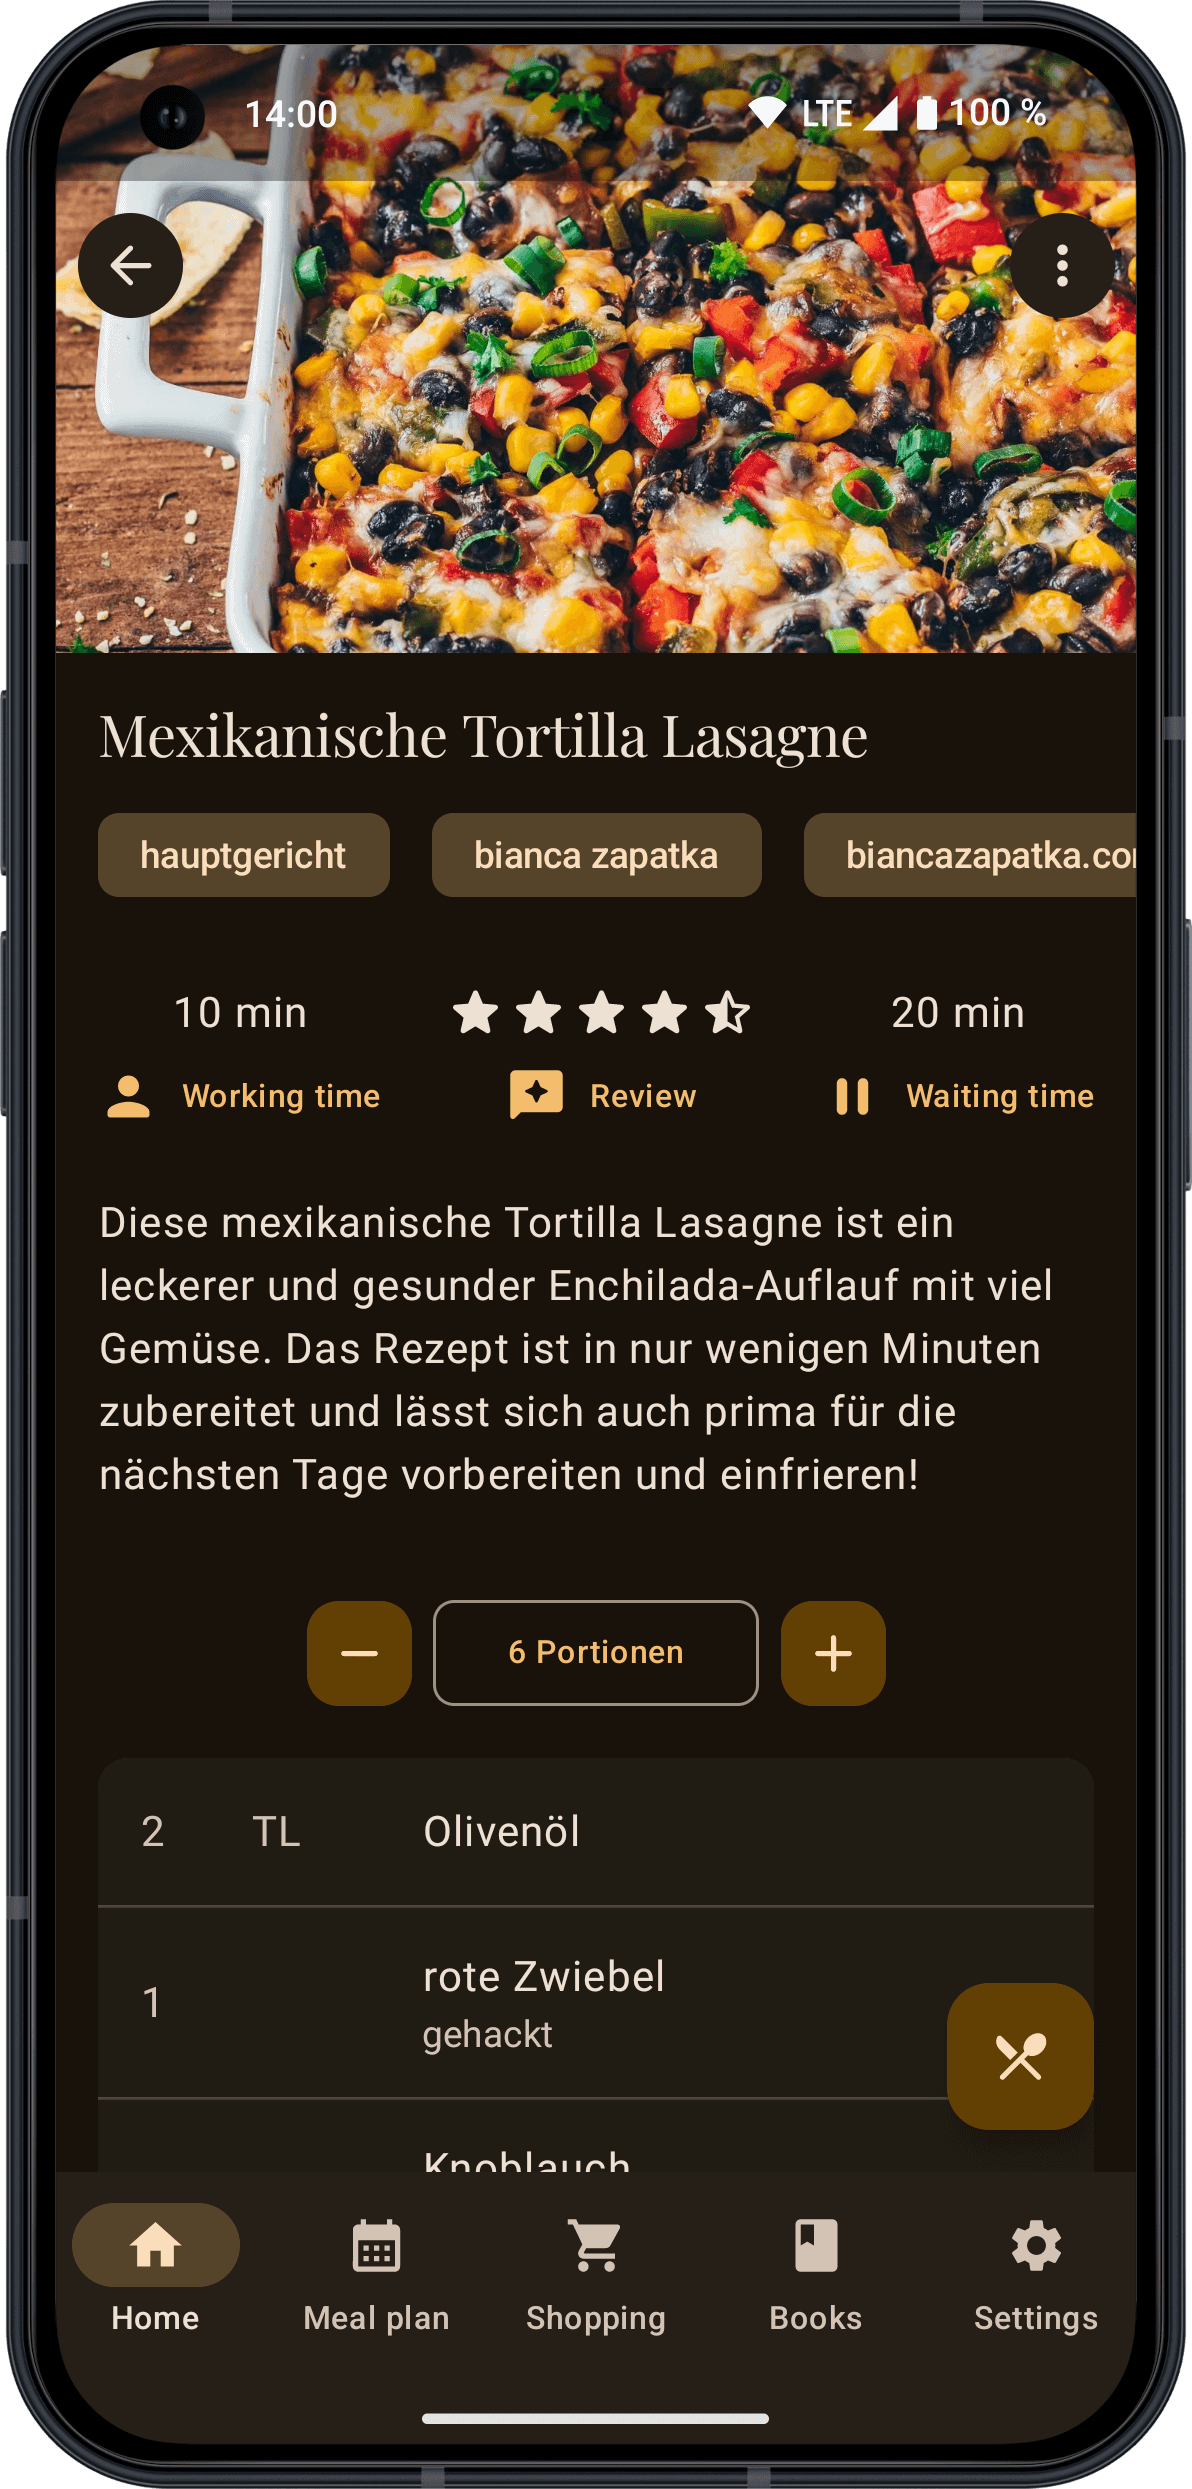 14:00 LTE 100 %
Mexikanische Tortilla Lasagne
hauptgericht bianca zapatka
10 min 20 min
Working time Review Waiting time
Diese mexikanische Tortilla Lasagne ist ein
leckerer und gesunder Enchilada-Auflauf mit viel
Gemüse. Das Rezept ist in nur wenigen Minuten
zubereitet und lässt sich auch prima für die
nächsten Tage vorbereiten und einfrieren!
6 Portionen
2 TL Olivenöl
1 rote Zwiebel
gehackt
Knoblauch
Home Meal plan Shopping Books Settings